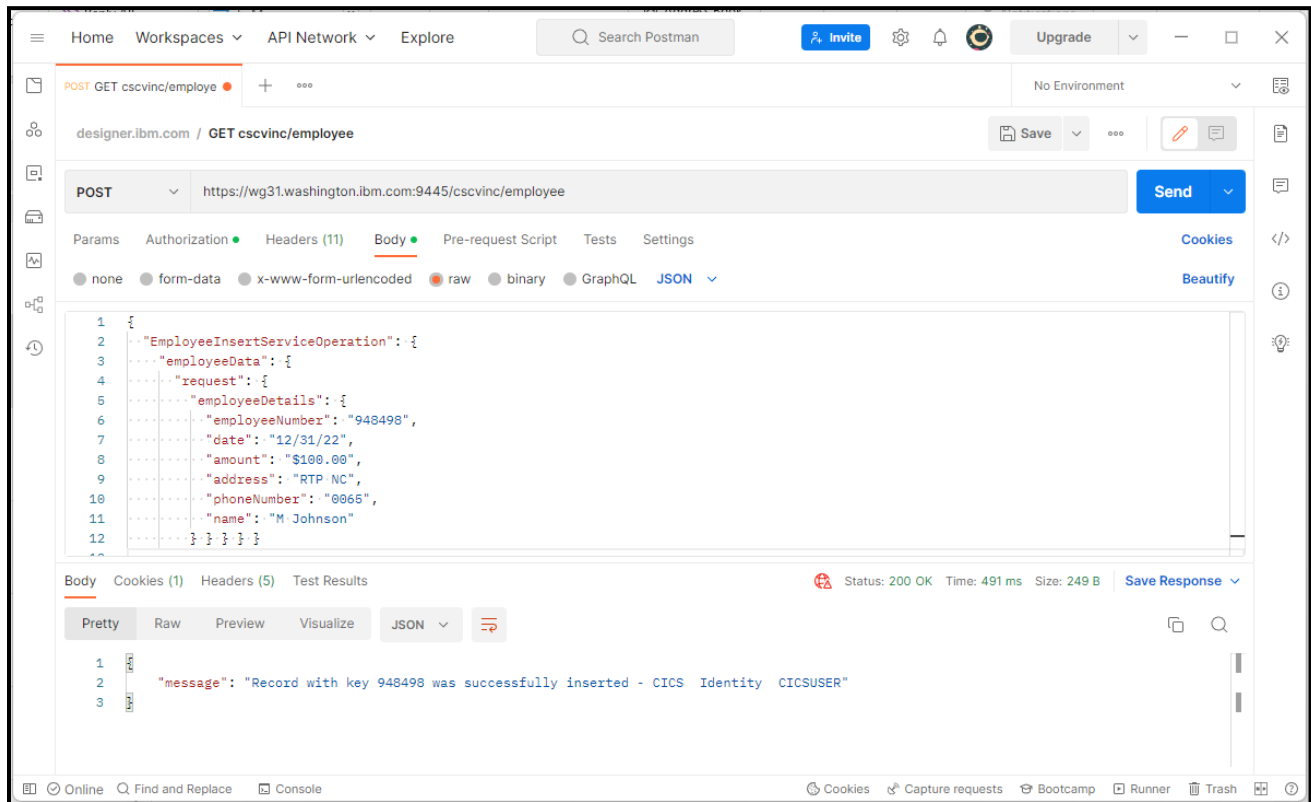 Home Workspaces API Network Explore Search Postman Invite Upgrade
POST GET cscvinc/employe No Environment
designer.ibm.com / GET cscvinc/employee Save
POST https://wg31.washington.ibm.com:9445/cscvinc/employee Send
Params Authorization Headers (11) Body Pre-request Script Tests Settings Cookies
none form-data x-www-form-urlencoded raw binary GraphQL JSON Beautify
1 {
2 "EmployeeInsertServiceOperation": {
3 "employeeData": {
4 "request": {
5 "employeeDetails": {
6 "employeeNumber": "948498",
7 "date": "12/31/22",
8 "amount": "$100.00",
9 "address": "RTP NC",
10 "phoneNumber": "0065",
11 "name": "M Johnson"
12 } } } } }
Body Cookies (1) Headers (5) Test Results Status: 200 OK Time: 491 ms Size: 249 B Save Response
Pretty Raw Preview Visualize JSON
1 {
2 "message": "Record with key 948498 was successfully inserted - CICS  Identity  CICSUSER"
3 }
Online Find and Replace Console Cookies Capture requests Bootcamp Runner Trash